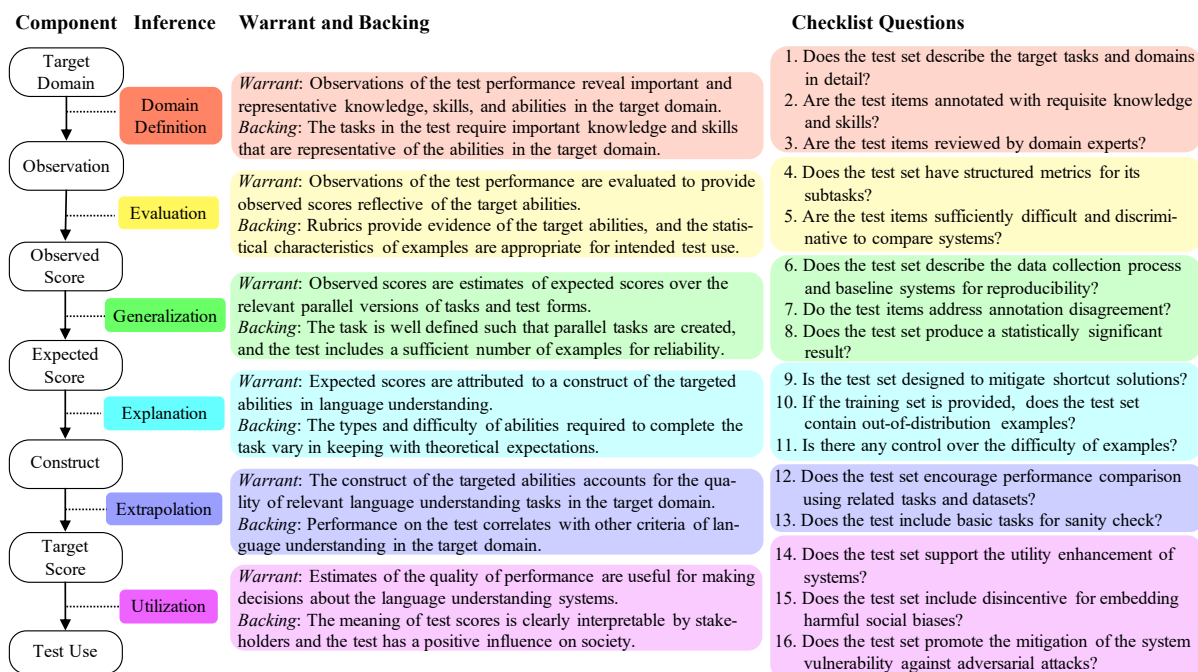 Component Inference Warrant and Backing Checklist Questions
Target
Domain
Domain
Definition
Warrant: Observations of the test performance reveal important and
representative knowledge, skills, and abilities in the target domain.
Backing: The tasks in the test require important knowledge and skills
that are representative of the abilities in the target domain.
1. Does the test set describe the target tasks and domains
in detail?
2. Are the test items annotated with requisite knowledge
and skills?
3. Are the test items reviewed by domain experts?
Observation
Evaluation
Warrant: Observations of the test performance are evaluated to provide
observed scores reflective of the target abilities.
Backing: Rubrics provide evidence of the target abilities, and the statis-
tical characteristics of examples are appropriate for intended test use.
4. Does the test set have structured metrics for its
subtasks?
5. Are the test items sufficiently difficult and discrimi-
native to compare systems?
Observed
Score
Generalization
Warrant: Observed scores are estimates of expected scores over the
relevant parallel versions of tasks and test forms.
Backing: The task is well defined such that parallel tasks are created,
and the test includes a sufficient number of examples for reliability.
6. Does the test set describe the data collection process
and baseline systems for reproducibility?
7. Do the test items address annotation disagreement?
8. Does the test set produce a statistically significant
result?
Expected
Score
Explanation
Warrant: Expected scores are attributed to a construct of the targeted
abilities in language understanding.
Backing: The types and difficulty of abilities required to complete the
task vary in keeping with theoretical expectations.
9. Is the test set designed to mitigate shortcut solutions?
10. If the training set is provided, does the test set
contain out-of-distribution examples?
11. Is there any control over the difficulty of examples?
Construct
Extrapolation
Warrant: The construct of the targeted abilities accounts for the qua-
lity of relevant language understanding tasks in the target domain.
Backing: Performance on the test correlates with other criteria of lan-
guage understanding in the target domain.
12. Does the test set encourage performance comparison
using related tasks and datasets?
13. Does the test include basic tasks for sanity check?
Target
Score
Utilization
Warrant: Estimates of the quality of performance are useful for making
decisions about the language understanding systems.
Backing: The meaning of test scores is clearly interpretable by stake-
holders and the test has a positive influence on society.
14. Does the test set support the utility enhancement of
systems?
15. Does the test set include disincentive for embedding
harmful social biases?
16. Does the test set promote the mitigation of the system
vulnerability against adversarial attacks?
Test Use